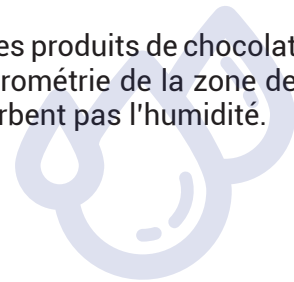 es produits de chocolat
rométrie de la zone de
rbent pas l'humidité.